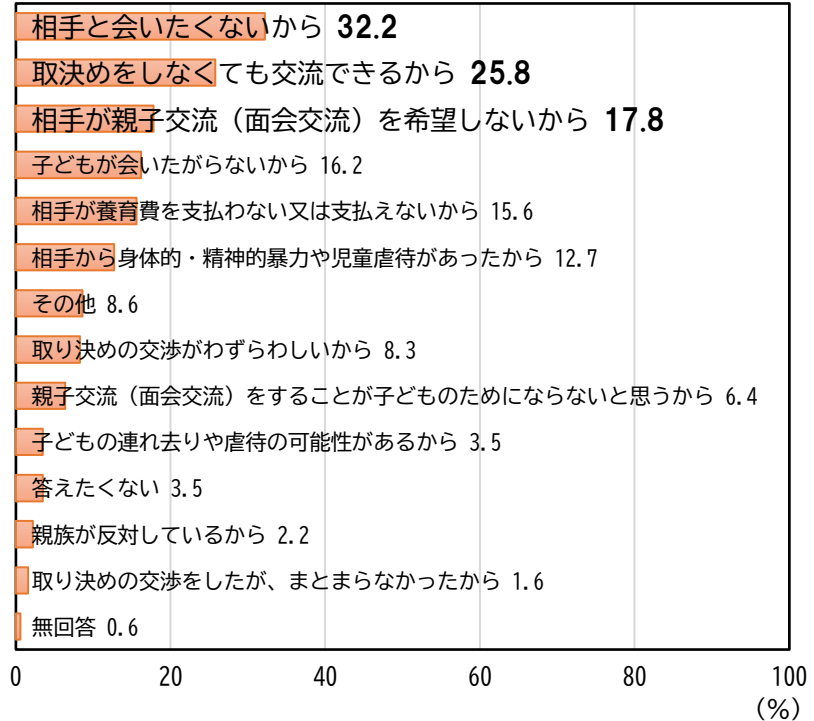 相手と会いたくないから 32.2
取決めをしなくても交流できるから 25.8
相手が親子交流（面会交流）を希望しないから 17.8
子どもが会いたがらないから 16.2
相手が養育費を支払わない又は支払えないから 15.6
相手から身体的・精神的暴力や児童虐待があったから 12.7
その他 8.6
取り決めの交渉がわずらわしいから 8.3
親子交流（面会交流）をすることが子どものためにならないと思うから 6.4
子どもの連れ去りや虐待の可能性があるから 3.5
答えたくない 3.5
親族が反対しているから 2.2
取り決めの交渉をしたが、まとまらなかったから 1.6
無回答 0.6
0 20 40 60 80 100
（%）